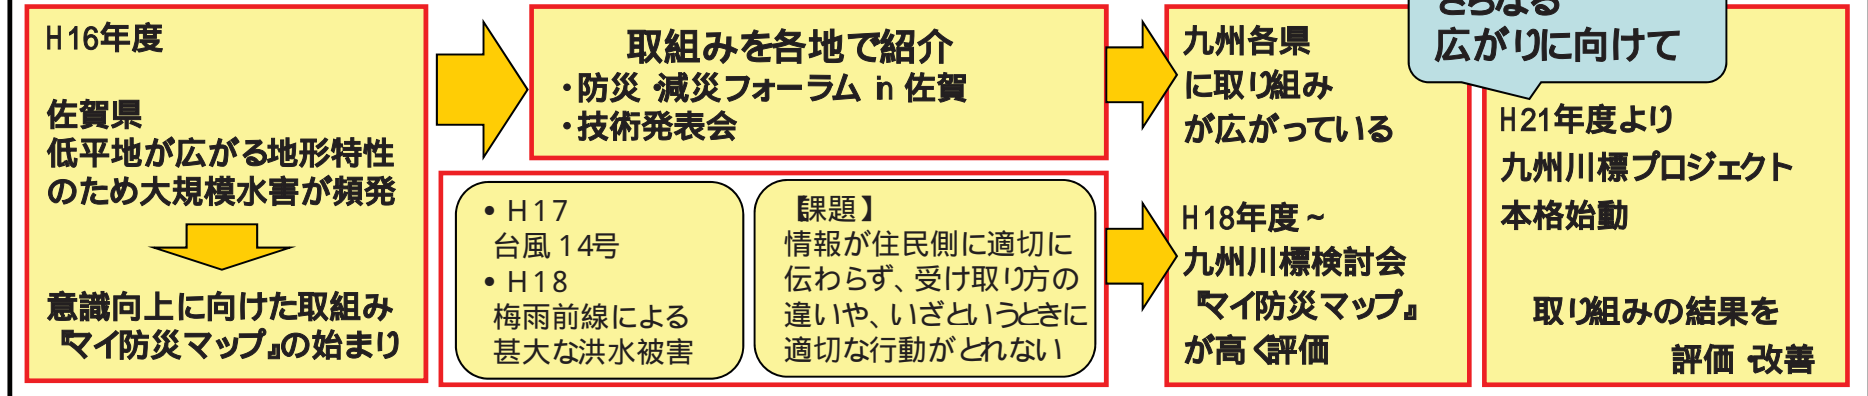 H16年度
佐賀県
低平地が広がる地形特性
のため大規模水害が頻発
意識向上に向けた取組み
『マイ防災マップ』の始まり
取組みを各地で紹介
・防災・減災フォーラム in 佐賀
・技術発表会
• H17
台風14号
• H18
梅雨前線による
甚大な洪水被害
【課題】
情報が住民側に適切に
伝わらず、受け取り方の
違いや、いざというときに
適切な行動がとれない
九州各県
に取り組み
が広がっている
H18年度~
九州川標検討会
『マイ防災マップ』
が高く評価
さらなる
広がりに向けて
H21年度より
九州川標プロジェクト
本格始動
取り組みの結果を
評価・改善